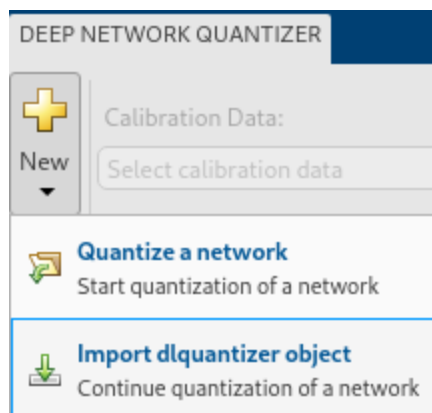 DEEP NETWORK QUANTIZER
New
Calibration Data:
Select calibration data
Quantize a network
Start quantization of a network
Import dlquantizer object
Continue quantization of a network